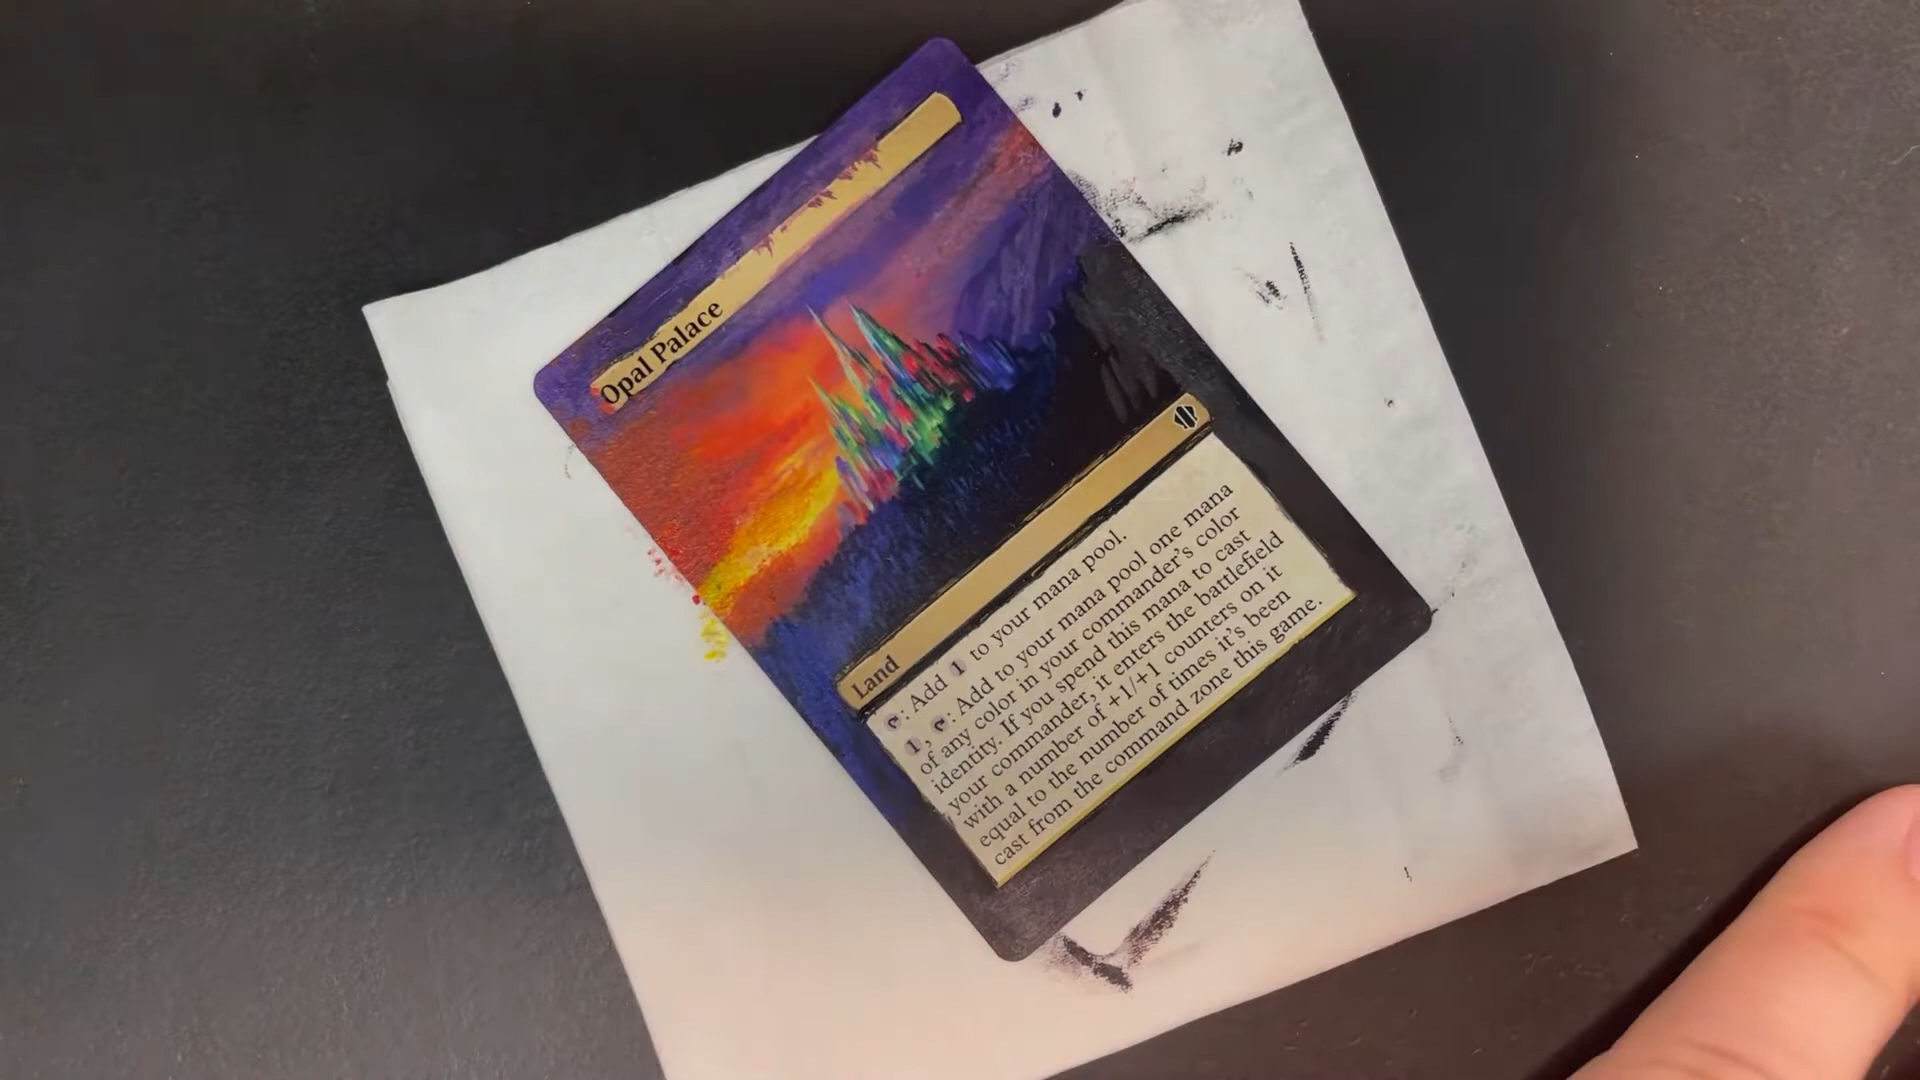 Opal Palace
Land
: Add 1 to your mana pool.
1, : Add to your mana pool one mana
of any color in your commander's color
identity. If you spend this mana to cast
your commander, it enters the battlefield
with a number of +1/+1 counters on it
equal to the number of times it's been
cast from the command zone this game.